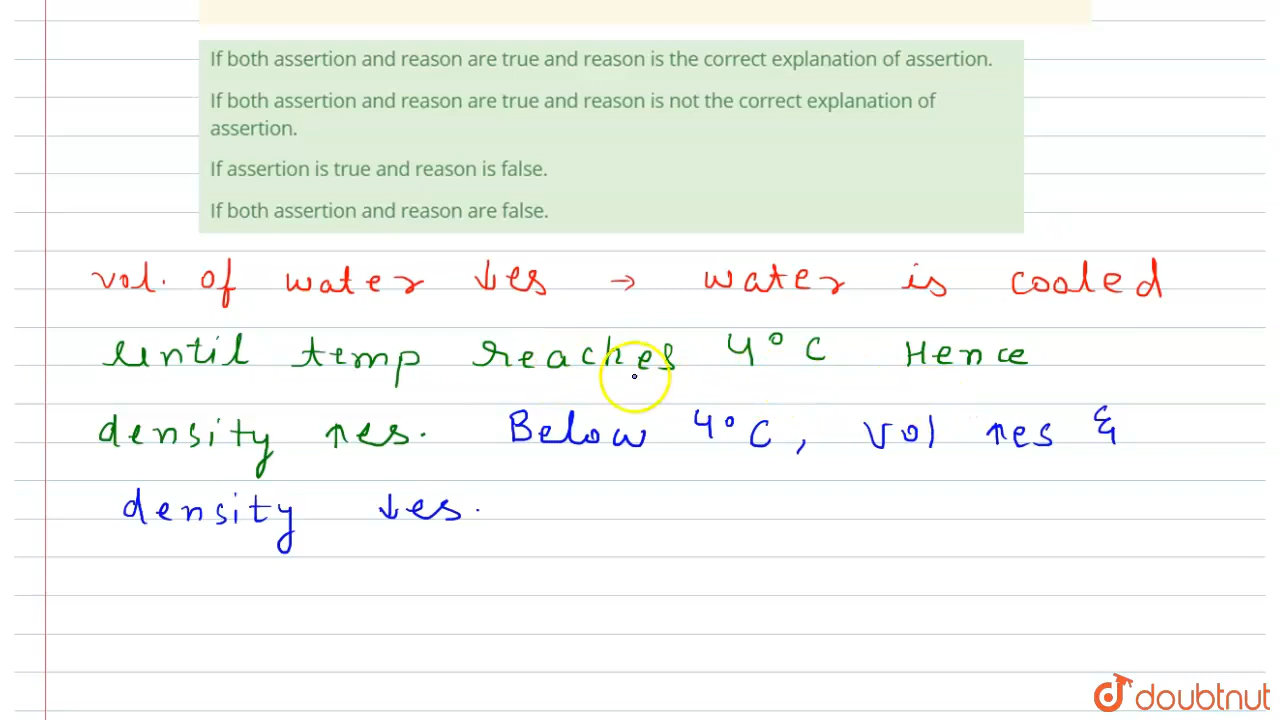 If both assertion and reason are true and reason is the correct explanation of assertion.
If both assertion and reason are true and reason is not the correct explanation of
assertion.
If assertion is true and reason is false.
If both assertion and reason are false.
vol. of water ↓es → water is cooled
until temp reaches 4°C Hence
density ↑es. Below 4°C, vol ↑es &
density ↓es.
doubtnut